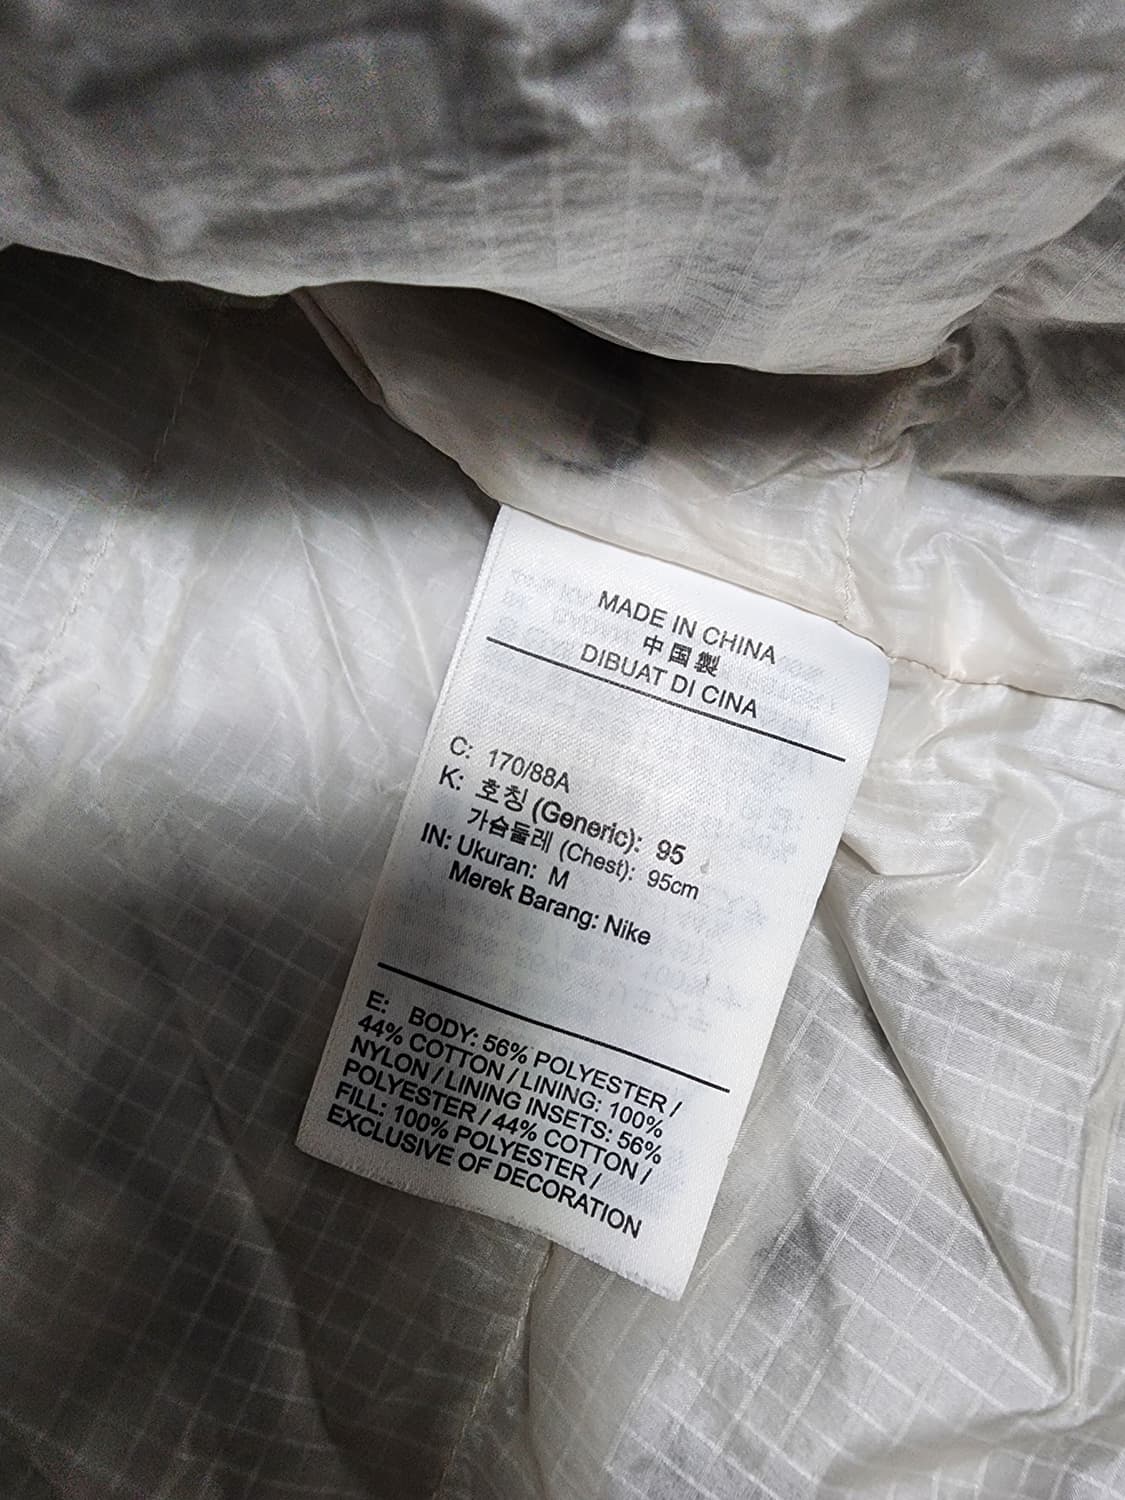 MADE IN CHINA
中国製
DIBUAT DI CINA
C: 170/88A
K: 호칭 (Generic): 95
가슴둘레 (Chest): 95cm
IN: Ukuran: M
Merek Barang: Nike
E: BODY: 56% POLYESTER /
44% COTTON / LINING: 100%
NYLON / LINING INSETS: 56%
POLYESTER / 44% COTTON /
FILL: 100% POLYESTER /
EXCLUSIVE OF DECORATION